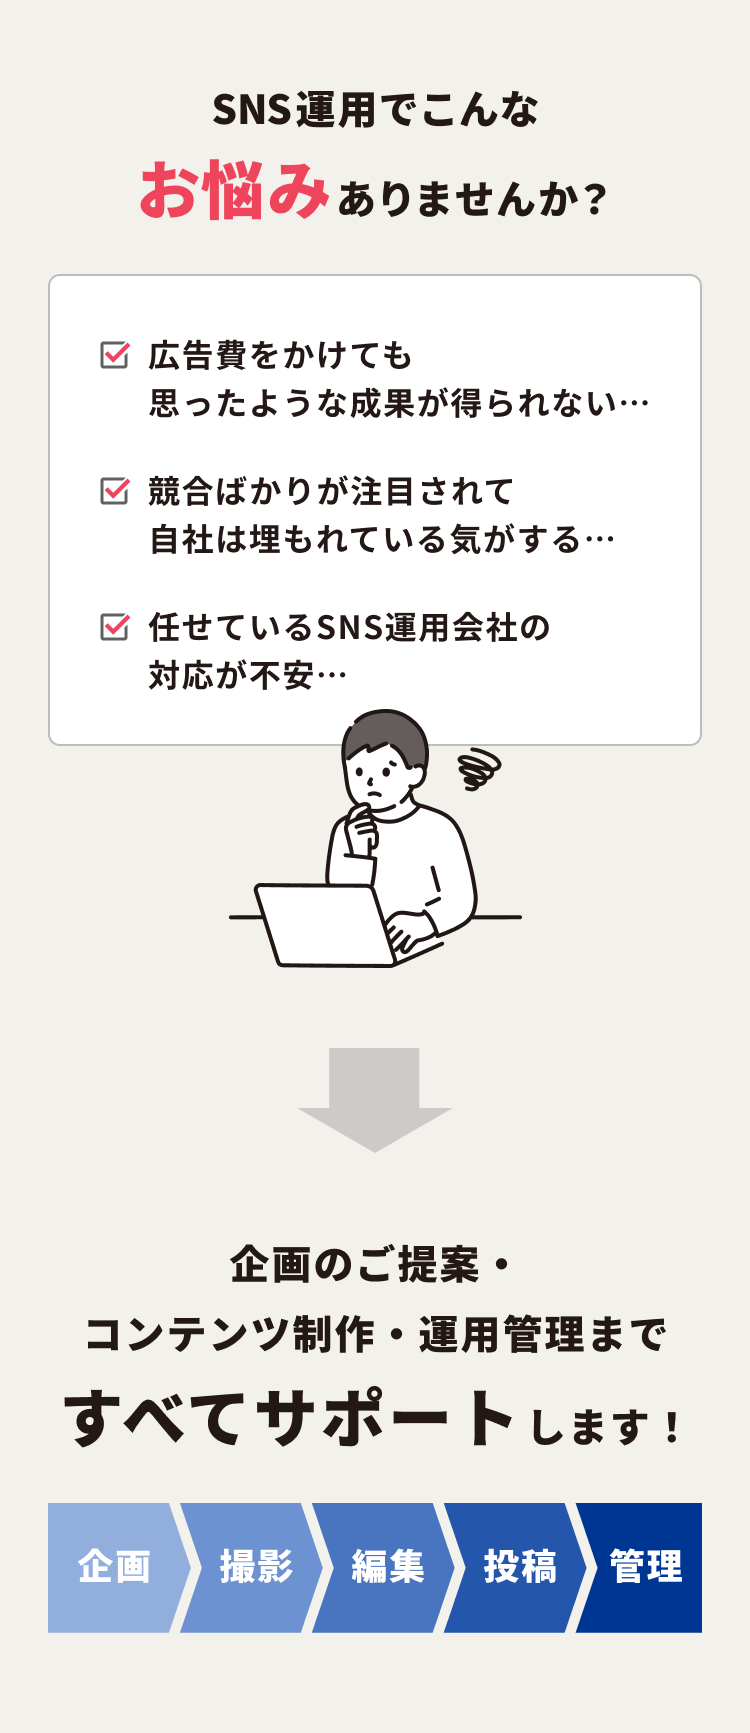 SNS運用でこんな
お悩みありませんか？
広告費をかけても
思ったような成果が得られない…
競合ばかりが注目されて
自社は埋もれている気がする…
任せているSNS運用会社の
対応が不安…
企画のご提案・
コンテンツ制作・運用管理まで
すべてサポートします！
企画
撮影
編集
投稿
管理